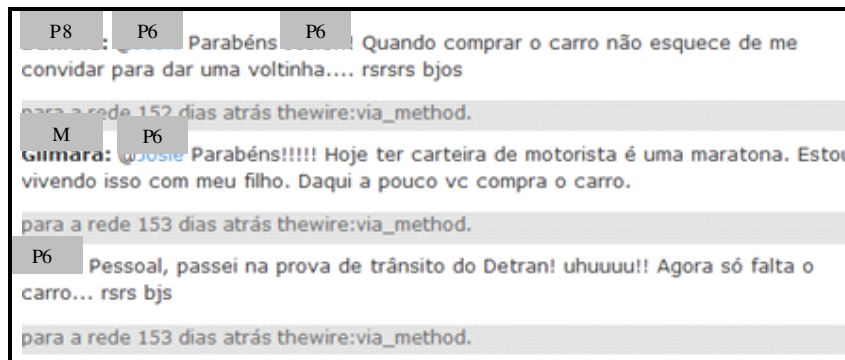 P8 P6 P6
: Parabéns ! Quando comprar o carro não esquece de me
convidar para dar uma voltinha.... rsrsrs bjos
para a rede 152 dias atrás thewire:via_method.
M P6
Parabéns!!!!! Hoje ter carteira de motorista é uma maratona. Estou
vivendo isso com meu filho. Daqui a pouco vc compra o carro.
para a rede 153 dias atrás thewire:via_method.
P6 Pessoal, passei na prova de trânsito do Detran! uhuuuu!! Agora só falta o
carro... rsrs bjs
para a rede 153 dias atrás thewire:via_method.